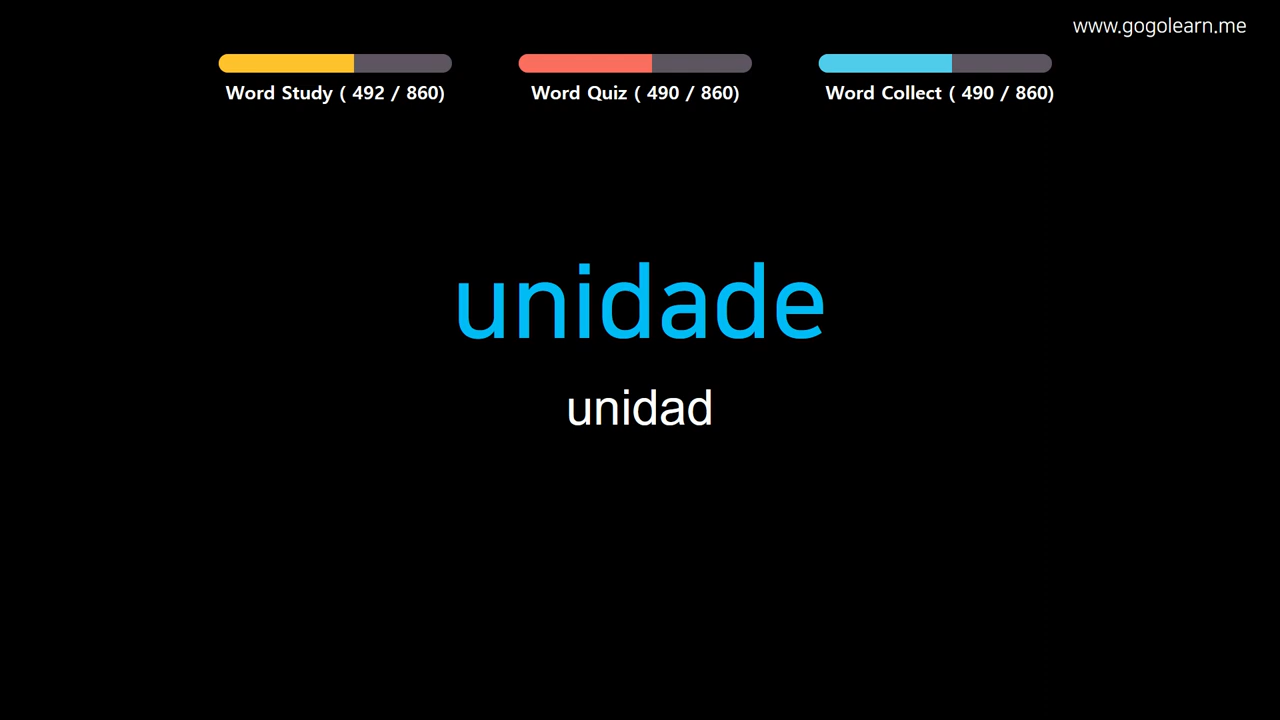 www.gogolearn.me
Word Study ( 492 / 860)
Word Quiz ( 490 / 860)
Word Collect ( 490 / 860)
unidade
unidad